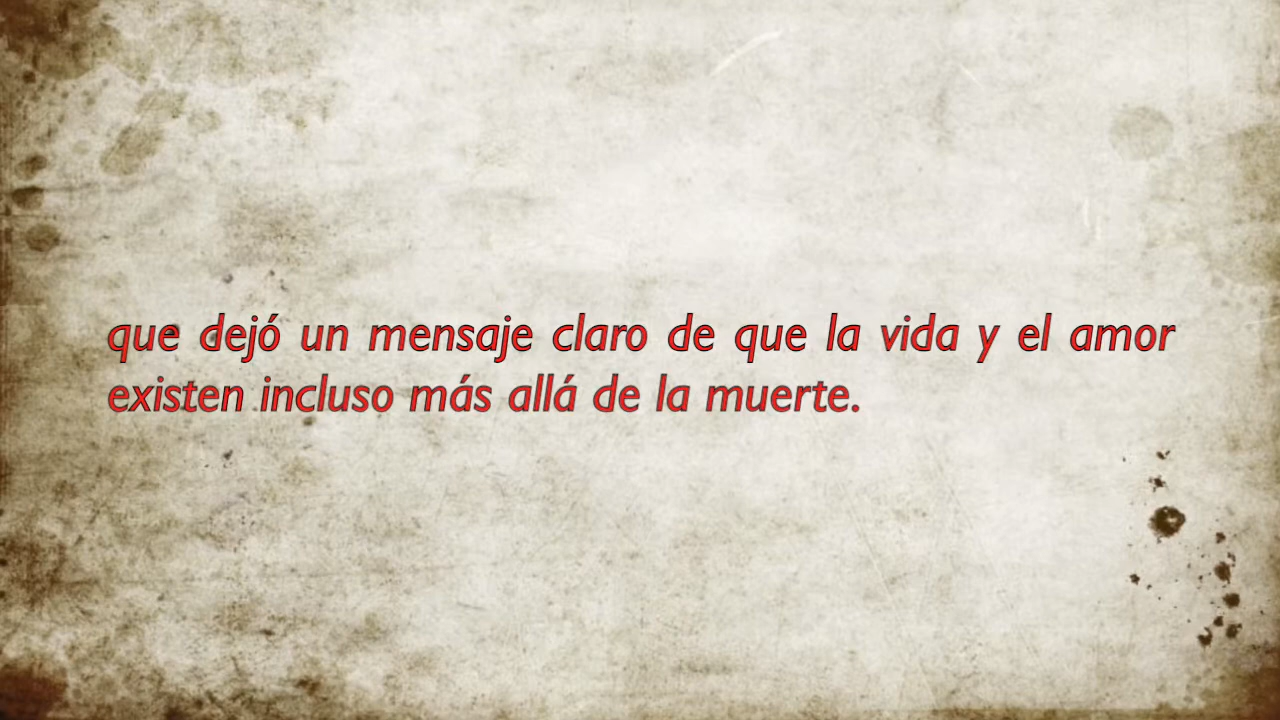 que dejó un mensaje claro de que la vida y el amor
existen incluso más allá de la muerte.